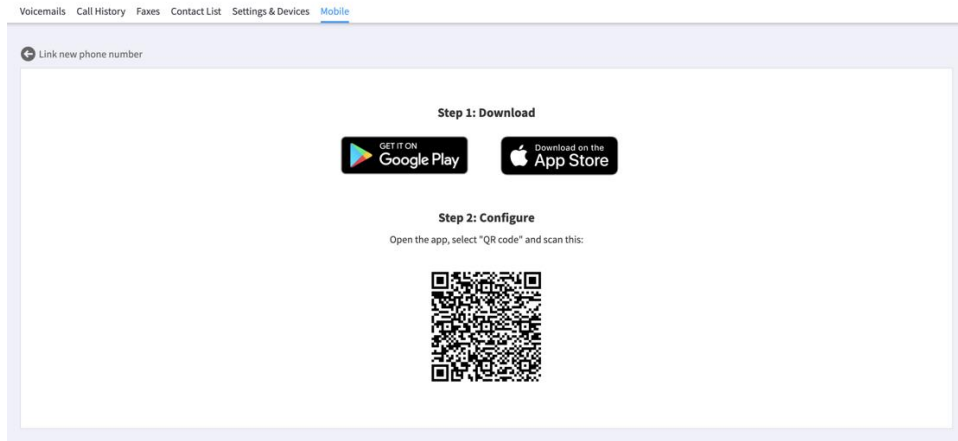 Voicemails Call History Faxes Contact List Settings & Devices Mobile
Link new phone number
Step 1: Download
GET IT ON
Google Play
Download on the
App Store
Step 2: Configure
Open the app, select "QR code" and scan this: